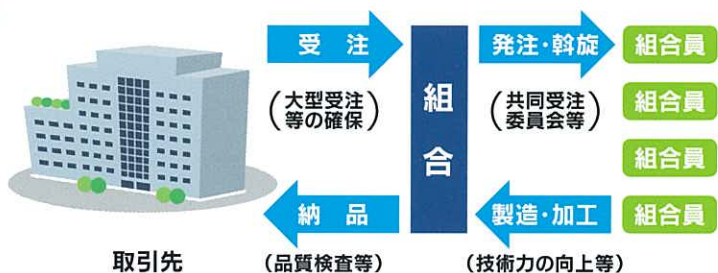 受 注
発注・斡旋
組合員
(大型受注
等の確保)
組
合
(共同受注
委員会等)
組合員
組合員
納 品
製造・加工
組合員
取引先
(品質検査等)
(技術力の向上等)